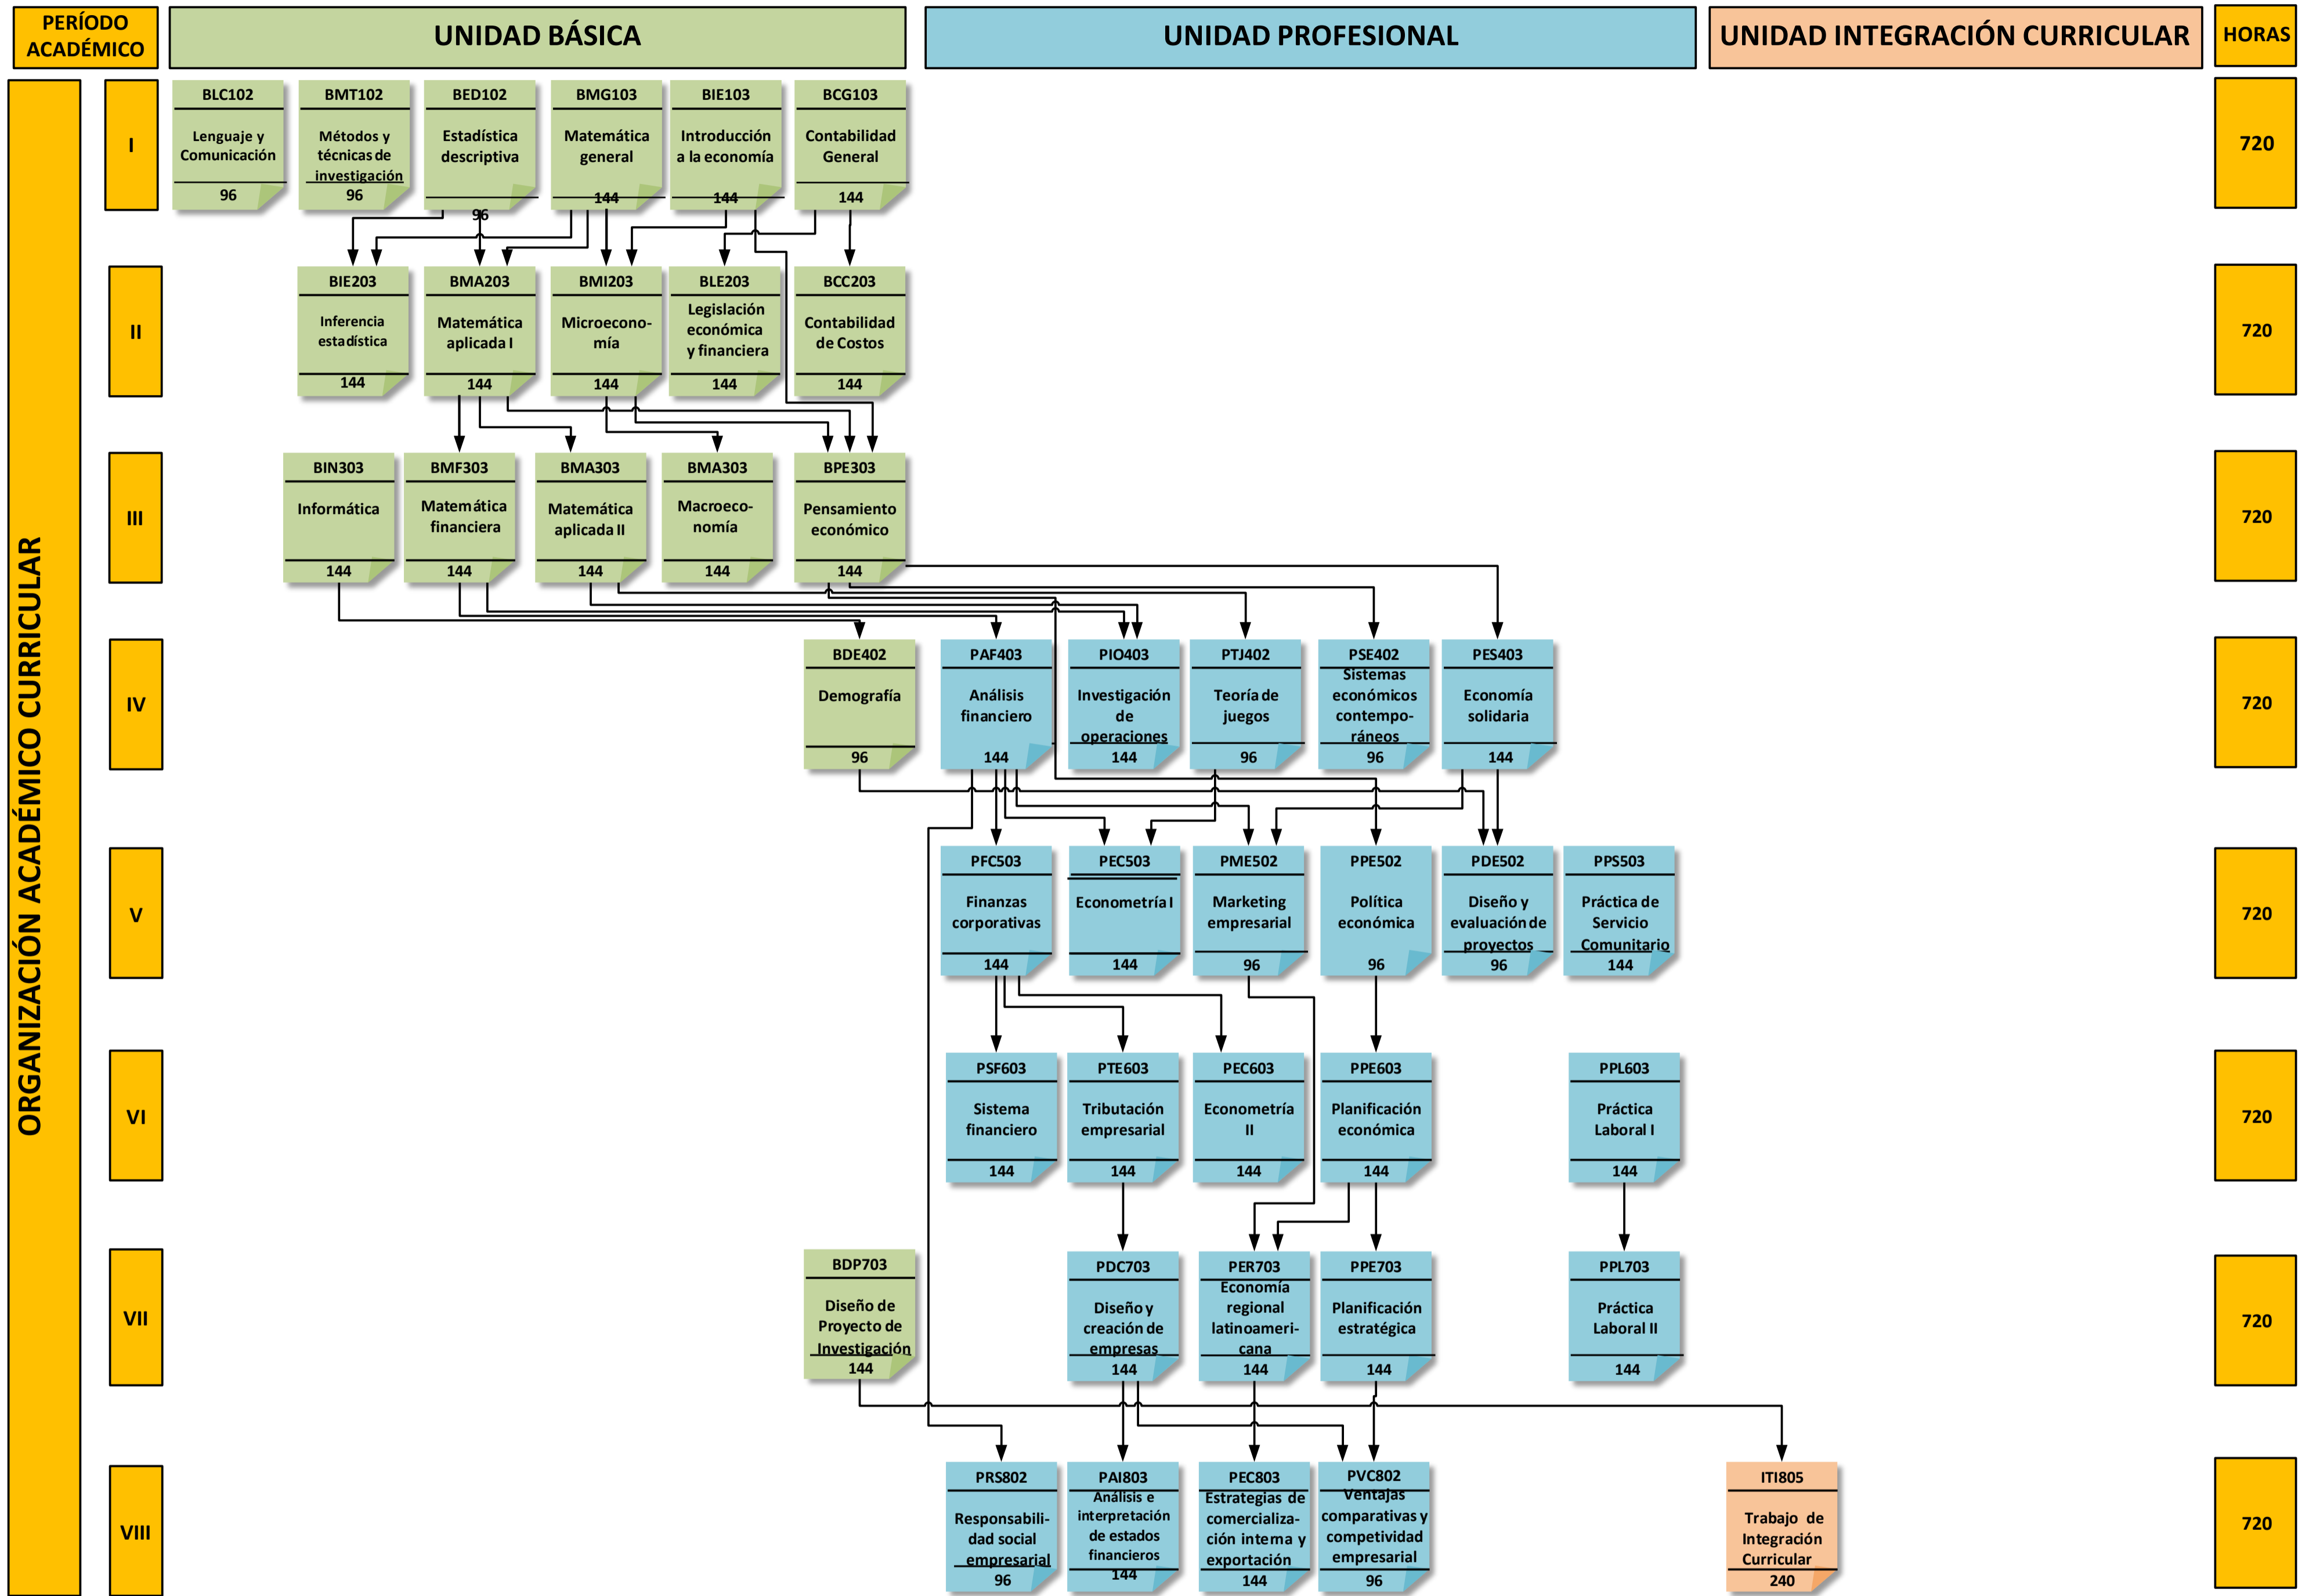 PERÍODO
ACADÉMICO
UNIDAD BÁSICA
UNIDAD PROFESIONAL
UNIDAD INTEGRACIÓN CURRICULAR
HORAS
ORGANIZACIÓN ACADÉMICO CURRICULAR
I
BLC102
Lenguaje y
Comunicación
96
BMT102
Métodos y
técnicas de
investigación
96
BED102
Estadística
descriptiva
96
BMG103
Matemática
general
144
BIE103
Introducción
a la economía
144
BCG103
Contabilidad
General
144
720
II
BIE203
Inferencia
estadística
144
BMA203
Matemática
aplicada I
144
BMI203
Microecono-
mía
144
BLE203
Legislación
económica
y financiera
144
BCC203
Contabilidad
de Costos
144
720
III
BIN303
Informática
144
BMF303
Matemática
financiera
144
BMA303
Matemática
aplicada II
144
BMA303
Macroeco-
nomía
144
BPE303
Pensamiento
económico
144
720
IV
BDE402
Demografía
96
PAF403
Análisis
financiero
144
PIO403
Investigación
de
operaciones
144
PTJ402
Teoría de
juegos
96
PSE402
Sistemas
económicos
contempo-
ráneos
96
PES403
Economía
solidaria
144
720
V
PFC503
Finanzas
corporativas
144
PEC503
Econometría I
144
PME502
Marketing
empresarial
96
PPE502
Política
económica
96
PDE502
Diseño y
evaluación de
proyectos
96
PPS503
Práctica de
Servicio
Comunitario
144
720
VI
PSF603
Sistema
financiero
144
PTE603
Tributación
empresarial
144
PEC603
Econometría
II
144
PPE603
Planificación
económica
144
PPL603
Práctica
Laboral I
144
720
VII
BDP703
Diseño de
Proyecto de
Investigación
144
PDC703
Diseño y
creación de
empresas
144
PER703
Economía
regional
latinoameri-
cana
144
PPE703
Planificación
estratégica
144
PPL703
Práctica
Laboral II
144
720
VIII
PRS802
Responsabili-
dad social
empresarial
96
PAI803
Análisis e
interpretación
de estados
financieros
144
PEC803
Estrategias de
comercializa-
ción interna y
exportación
144
PVC802
Ventajas
comparativas y
competividad
empresarial
96
ITI805
Trabajo de
Integración
Curricular
240
720